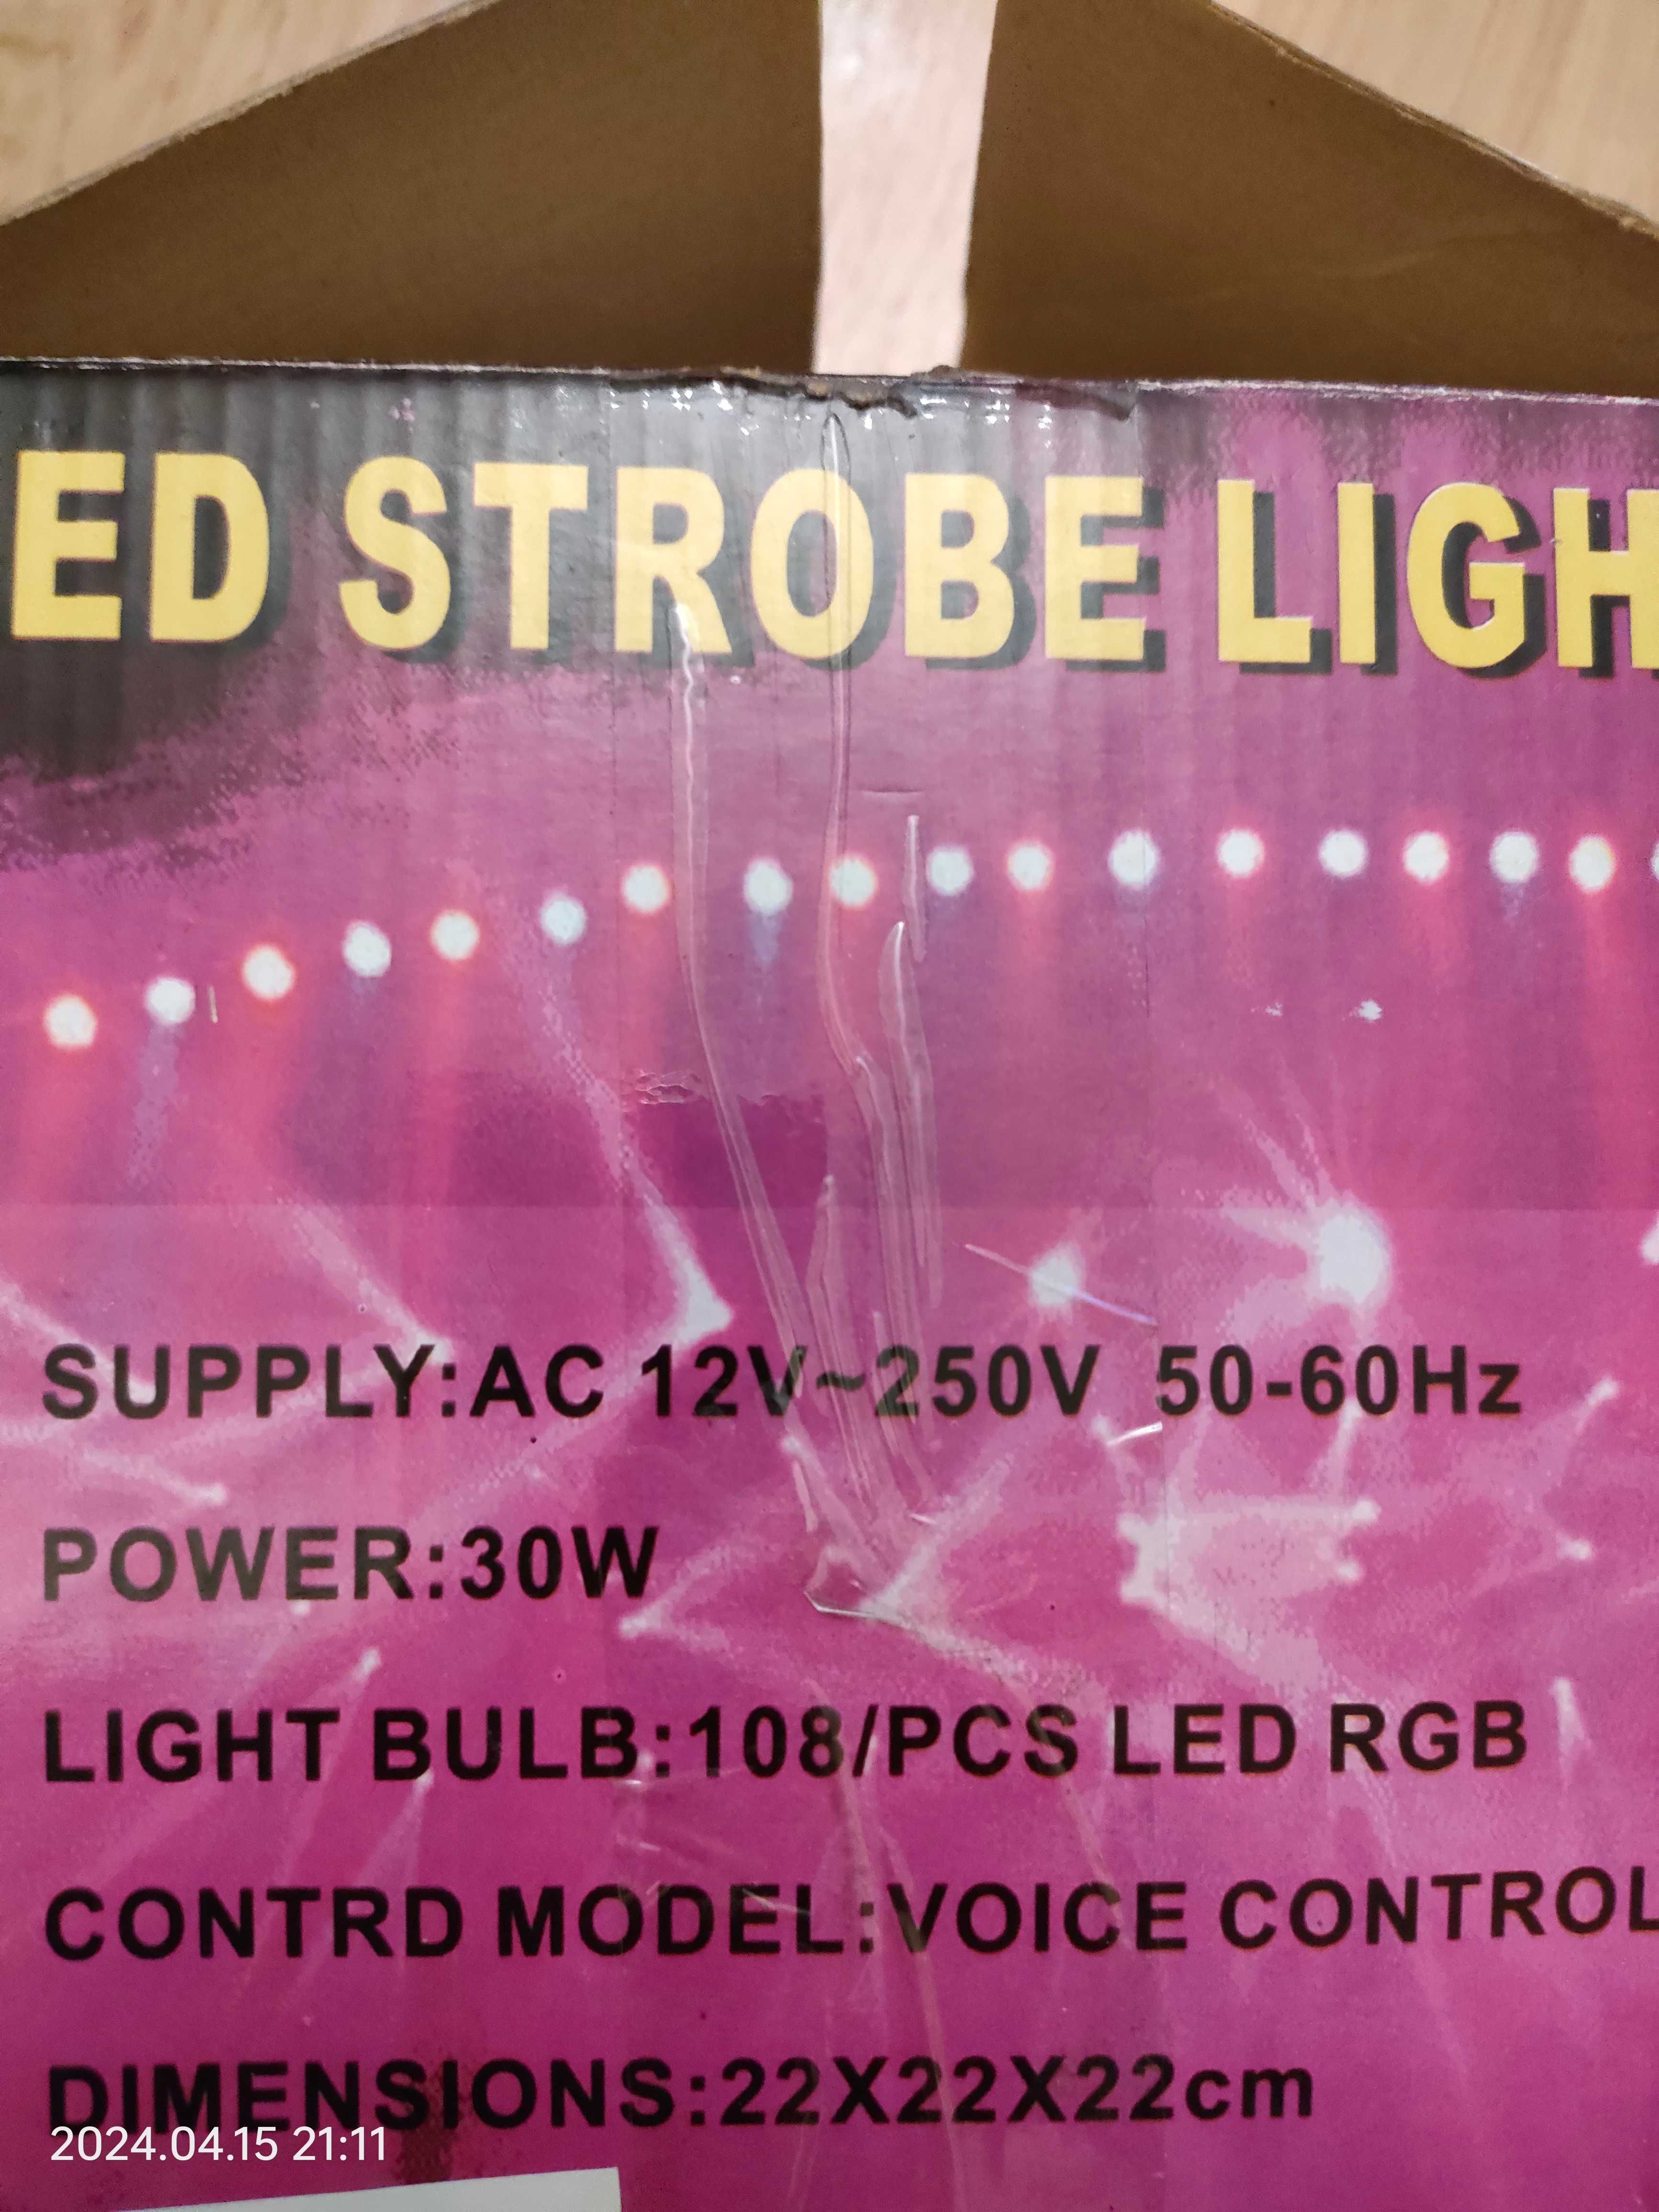 ED STROBE LIGH
SUPPLY:AC 12V~250V 50-60Hz
POWER:30W
LIGHT BULB:108/PCS LED RGB
CONTRD MODEL:VOICE CONTROL
DIMENSIONS:22X22X22cm
2024.04.15 21:11